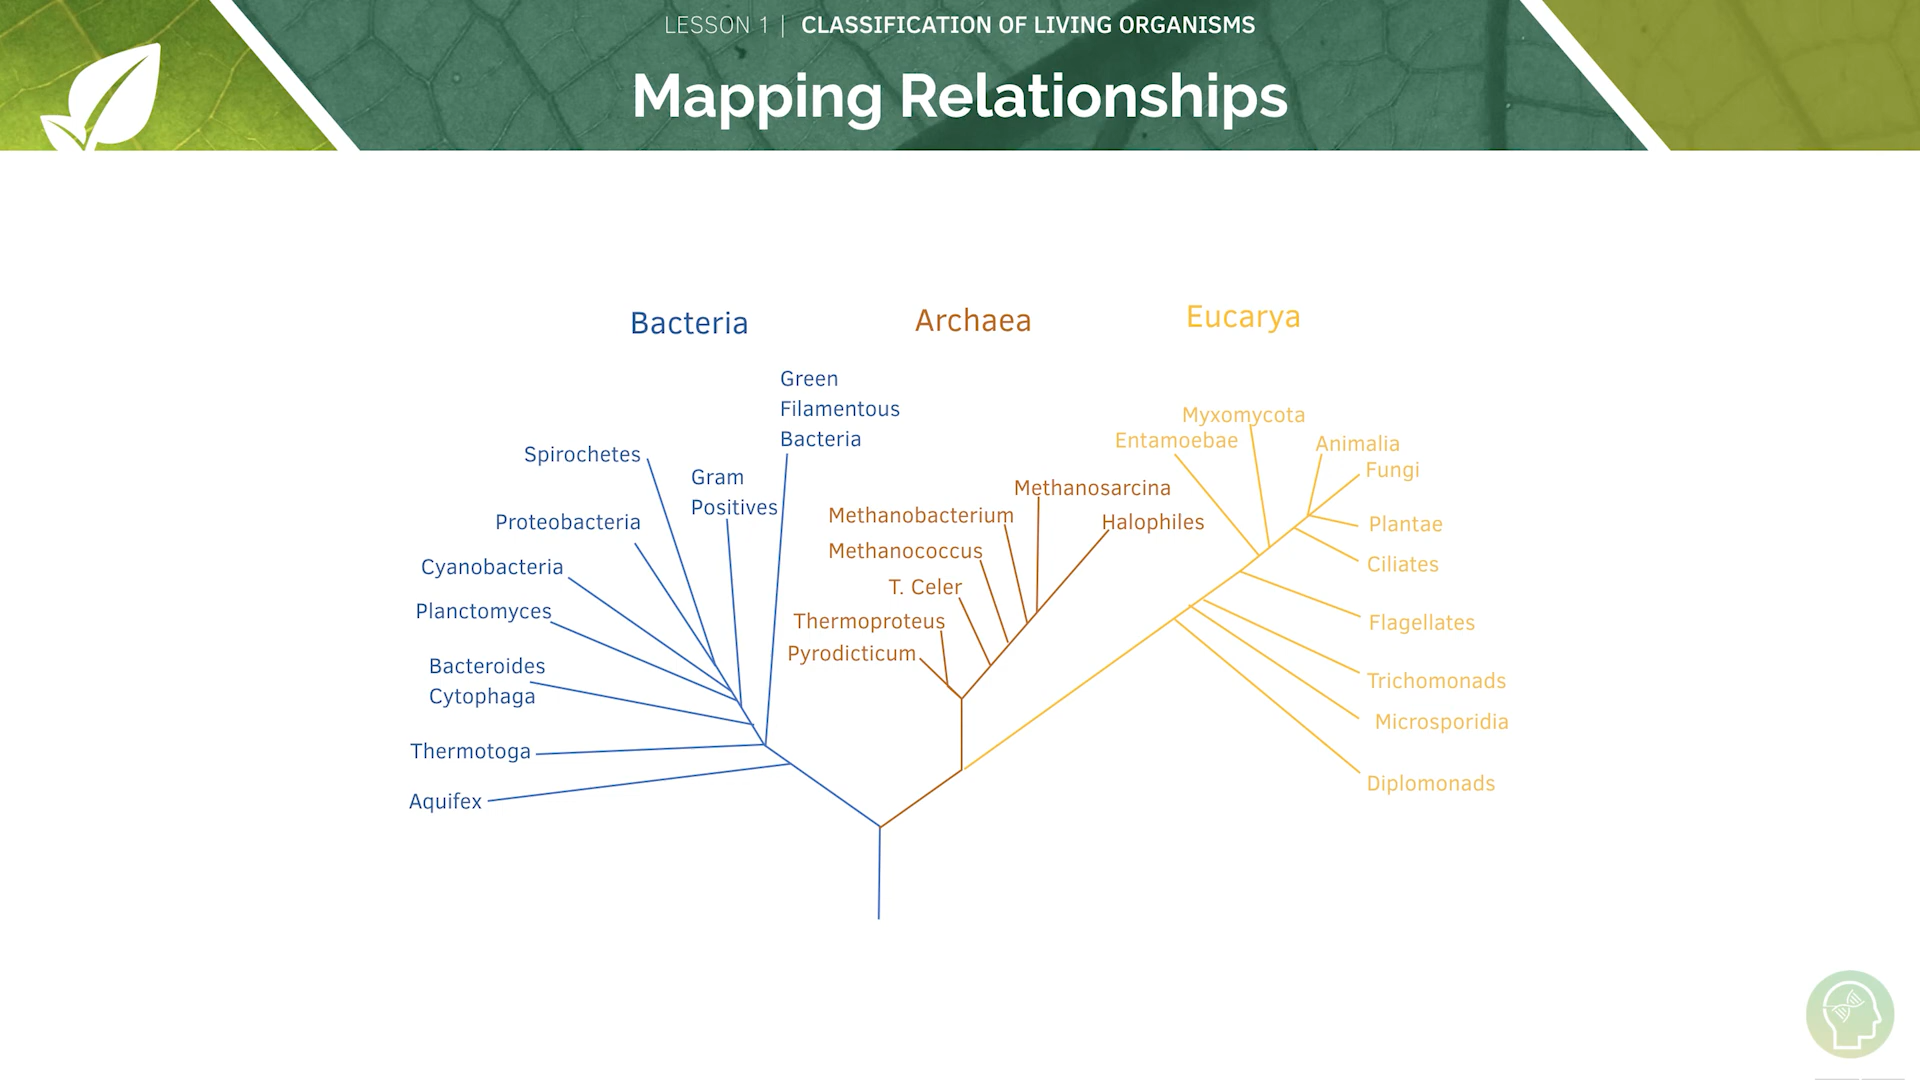 LESSON 1 | CLASSIFICATION OF LIVING ORGANISMS
Mapping Relationships
Bacteria
Archaea
Eucarya
Green
Filamentous
Bacteria
Spirochetes
Gram
Positives
Proteobacteria
Cyanobacteria
Planctomyces
Bacteroides
Cytophaga
Thermotoga
Aquifex
Methanosarcina
Methanobacterium
Halophiles
Methanococcus
T. Celer
Thermoproteus
Pyrodicticum
Myxomycota
Entamoebae
Animalia
Fungi
Plantae
Ciliates
Flagellates
Trichomonads
Microsporidia
Diplomonads